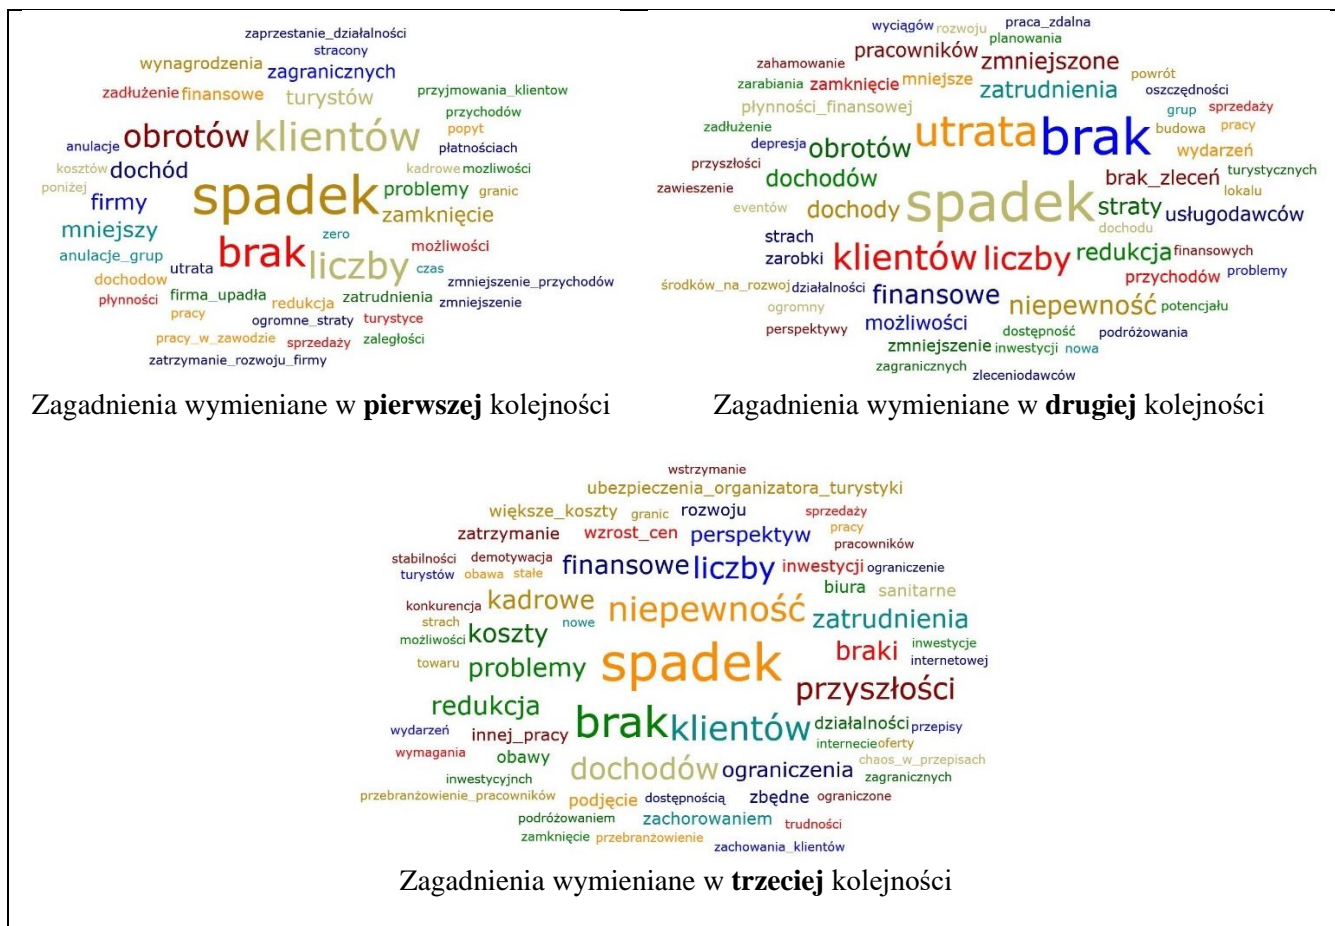 zaprzestanie_działalności
stracony
wynagrodzenia zagranicznych
zadłużenie finansowe turystów przyjmowania_klientow
przychodów
anulacje obrotów klientów popyt
płatnościach
kosztów dochód kadrowe mozliwości
poniżej spadek problemy granic
firmy zamknięcie
mniejszy zero
anulacje_grup brak liczby możliwości
utrata czas
dochodow zmniejszenie_przychodów
płynności firma_upadła redukcja zatrudnienia zmniejszenie
pracy ogromne_straty turystyce
pracy_w_zawodzie sprzedaży zaległości
zatrzymanie_rozwoju_firmy
Zagadnienia wymieniane w pierwszej kolejności
wyciągów rozwoju praca_zdalna
planowania
pracowników zmniejszone
zahamowanie powrót
zarabiania zamknięcie mniejsze zatrudnienia oszczędności
płynności_finansowej grup sprzedaży
zadłużenie utrata brak budowa pracy
depresja obrotów wydarzeń
przyszłości turystycznych
zawieszenie dochodów brak_zleceń lokalu
eventów dochody spadek straty usługodawców
dochodu
strach
zarobki klientów liczby redukcja finansowych
przychodów problemy
środków_na_rozwoj działalności finansowe
ogromny niepewność potencjału
perspektywy możliwości dostępność podróżowania
zmniejszenie inwestycji nowa
zagranicznych zleceniodawców
Zagadnienia wymieniane w drugiej kolejności
wstrzymanie
ubezpieczenia_organizatora_turystyki
większe_koszty granic rozwoju sprzedaży
zatrzymanie wzrost_cen perspektyw pracy
pracowników
stabilności demotywacja finansowe liczby inwestycji ograniczenie
turystów obawa stałe
biura sanitarne
konkurencja kadrowe niepewność zatrudnienia
strach nowe
możliwości koszty braki inwestycje
internetowej
towaru problemy spadek
przyszłości
redukcja
wydarzeń brak klientów działalności przepisy
innej_pracy internecie oferty
wymagania obawy chaos_w_przepisach
dochodów ograniczenia zagranicznych
inwestycyjnch
przebranżowienie_pracowników podjęcie dostępnością zbędne ograniczone
podróżowaniem zachorowaniem trudności
zamknięcie przebranżowienie
zachowania_klientów
Zagadnienia wymieniane w trzeciej kolejności